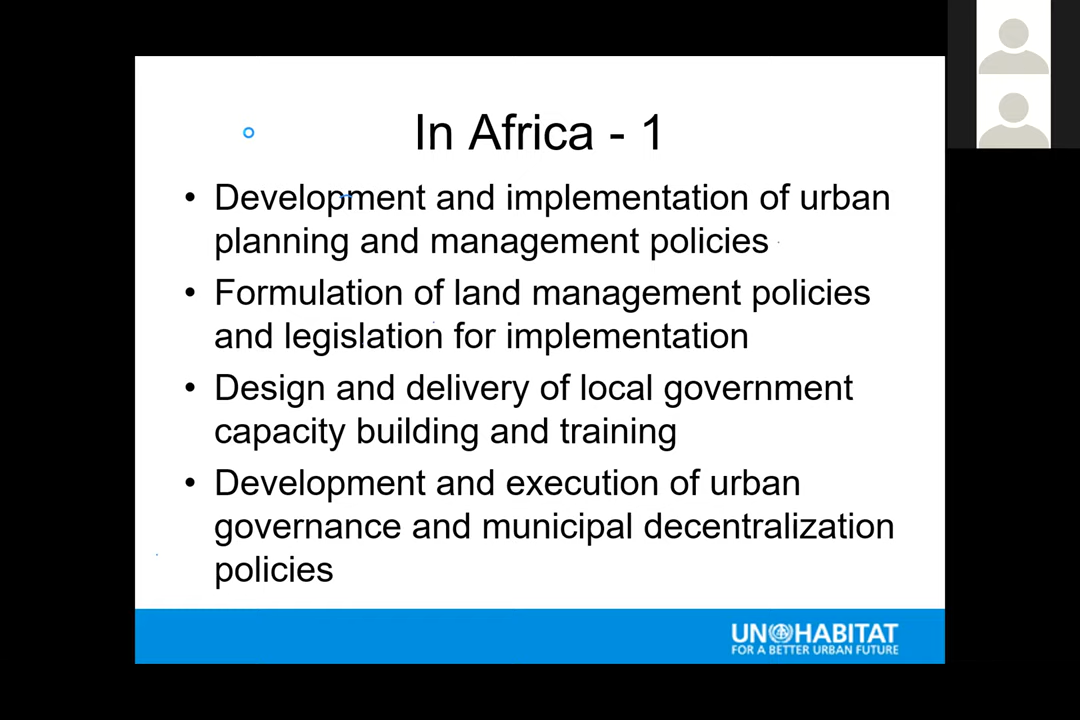 In Africa - 1
• Development and implementation of urban
planning and management policies
• Formulation of land management policies
and legislation for implementation
• Design and delivery of local government
capacity building and training
• Development and execution of urban
governance and municipal decentralization
policies
UN HABITAT
FOR A BETTER URBAN FUTURE